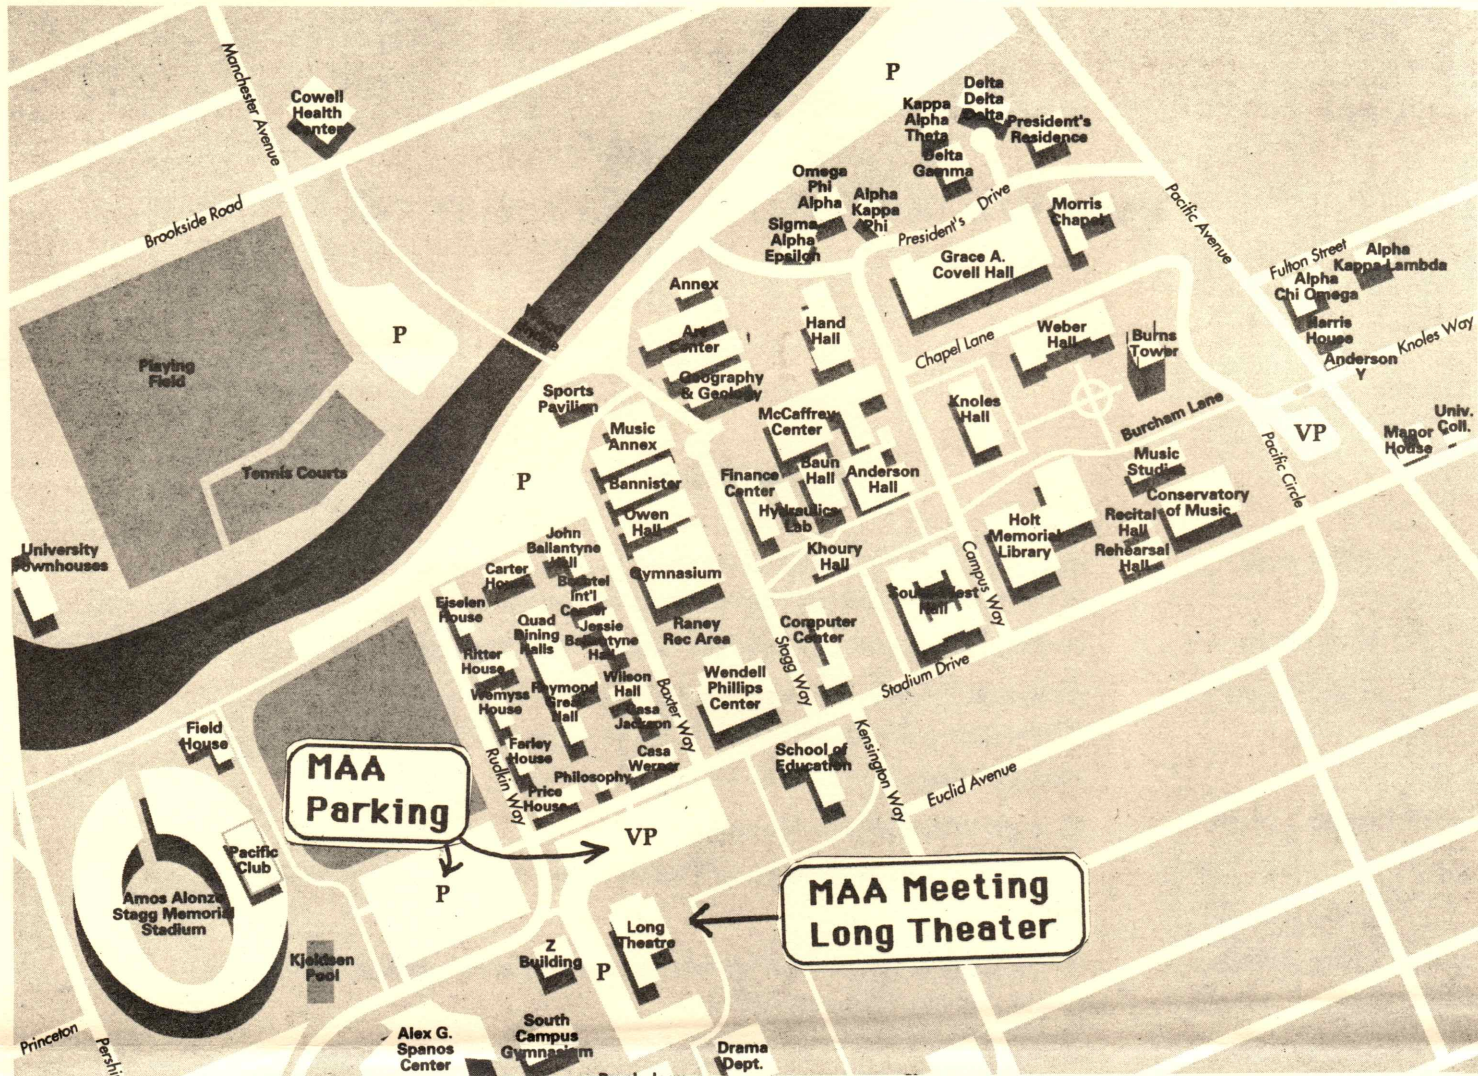 Manchester Avenue
Cowell
Health
Center
Brookside Road
P
Delta
Delta
Delta
Kappa
Alpha
Theta
President's
Residence
Delta
Gamma
Omega
Phi
Alpha
Alpha
Kappa
Phi
Sigma
Alpha
Epsilon
President's Drive
Morris
Chapel
Pacific Avenue
Grace A.
Covell Hall
Fulton Street
Alpha
Kappa Lambda
Alpha
Chi Omega
Harris
House
Knoles Way
Anderson
Y
Annex
Art
Center
Hand
Hall
Chapel Lane
Weber
Hall
Burns
Tower
P
Playing
Field
Geography
& Geology
Sports
Pavilion
Knoles
Hall
Burcham Lane
McCaffrey
Center
Music
Annex
VP
Manor
House
Univ.
Coll.
Pacific Circle
Tennis Courts
P
Bannister
Finance
Center
Baun
Hall
Anderson
Hall
Music
Studios
Conservatory
of Music
Owen
Hall
Hydraulics
Lab
Holt
Memorial
Library
Recital
Hall
Rehearsal
Hall
University
Townhouses
John
Ballantyne
Hall
Khoury
Hall
Campus Way
Carter
House
Bechtel
Int'l
Center
Gymnasium
South West
Hall
Eiselen
House
Quad
Dining
Halls
Jessie
Ballantyne
Hall
Raney
Rec Area
Computer
Center
Stagg Way
Stadium Drive
Ritter
House
Wilson
Hall
Baxter Way
Wendell
Phillips
Center
Wemyss
House
Raymond
Great
Hall
Casa
Jackson
Field
House
Rudkin Way
Farley
House
Casa
Werner
School of
Education
Kensington Way
Euclid Avenue
Philosophy
Price
House
MAA
Parking
VP
Pacific
Club
P
MAA Meeting
Long Theater
Amos Alonzo
Stagg Memorial
Stadium
Long
Theatre
Z
Building
P
Kjeldsen
Pool
Princeton
Alex G.
Spanos
Center
South
Campus
Gymnasium
Drama
Dept.